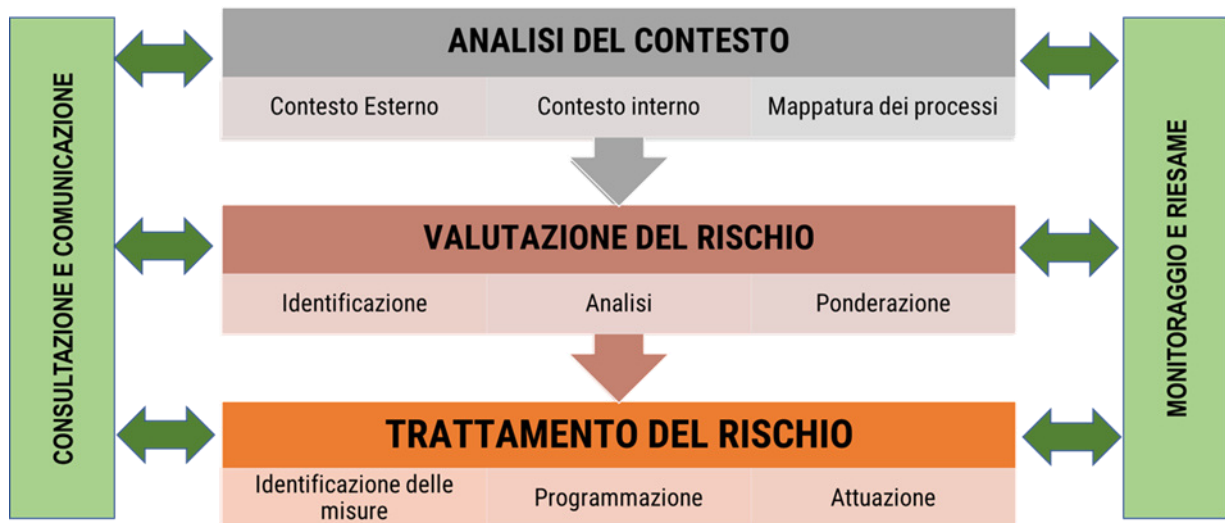 CONSULTAZIONE E COMUNICAZIONE
ANALISI DEL CONTESTO
Contesto Esterno
Contesto interno
Mappatura dei processi
VALUTAZIONE DEL RISCHIO
Identificazione
Analisi
Ponderazione
TRATTAMENTO DEL RISCHIO
Identificazione delle
misure
Programmazione
Attuazione
MONITORAGGIO E RIESAME